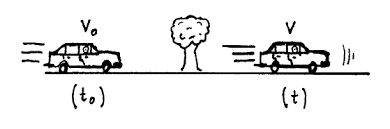 V₀ V
(t₀) (t)